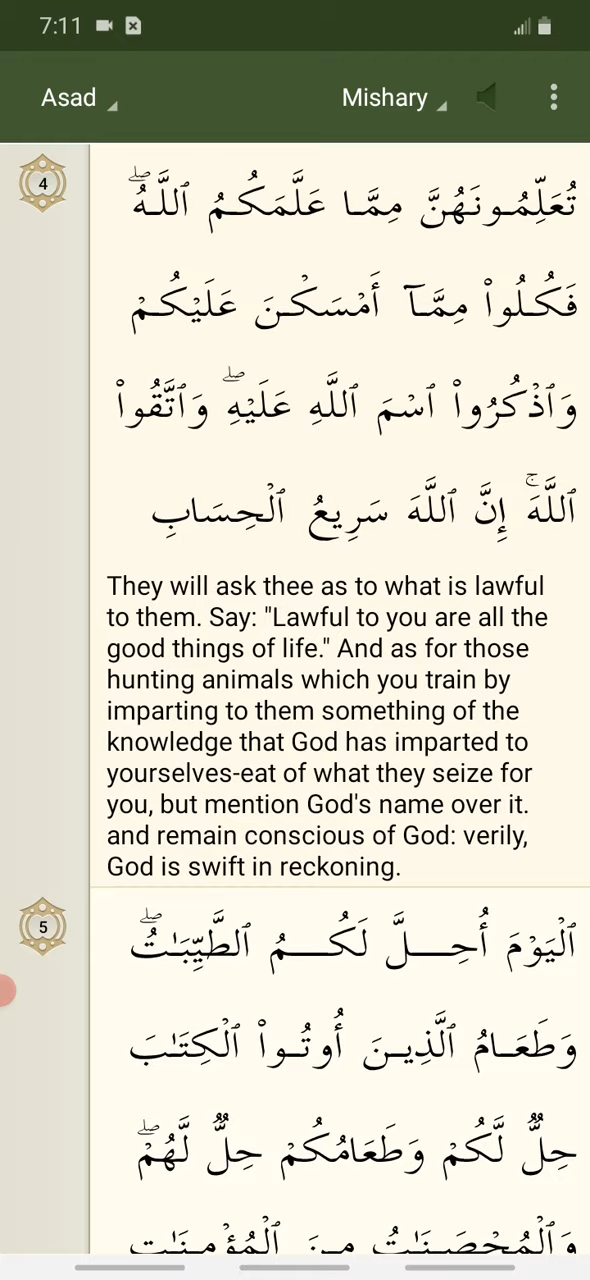 7:11
Asad
Mishary
4
تُعَلِّمُونَهُنَّ مِمَّا عَلَّمَكُمُ ٱللَّهُۖ
فَكُلُوا۟ مِمَّآ أَمْسَكْنَ عَلَيْكُمْ
وَٱذْكُرُوا۟ ٱسْمَ ٱللَّهِ عَلَيْهِۖ وَٱتَّقُوا۟
ٱللَّهَۚ إِنَّ ٱللَّهَ سَرِيعُ ٱلْحِسَابِ
They will ask thee as to what is lawful
to them. Say: "Lawful to you are all the
good things of life." And as for those
hunting animals which you train by
imparting to them something of the
knowledge that God has imparted to
yourselves-eat of what they seize for
you, but mention God's name over it.
and remain conscious of God: verily,
God is swift in reckoning.
5
ٱلْيَوْمَ أُحِلَّ لَكُمُ ٱلطَّيِّبَـٰتُۖ
وَطَعَامُ ٱلَّذِينَ أُوتُوا۟ ٱلْكِتَـٰبَ
حِلٌّ لَّكُمْ وَطَعَامُكُمْ حِلٌّ لَّهُمْۖ
وَٱلْمُحْصَنَـٰتُ مِنَ ٱلْمُؤْمِنَـٰتِ